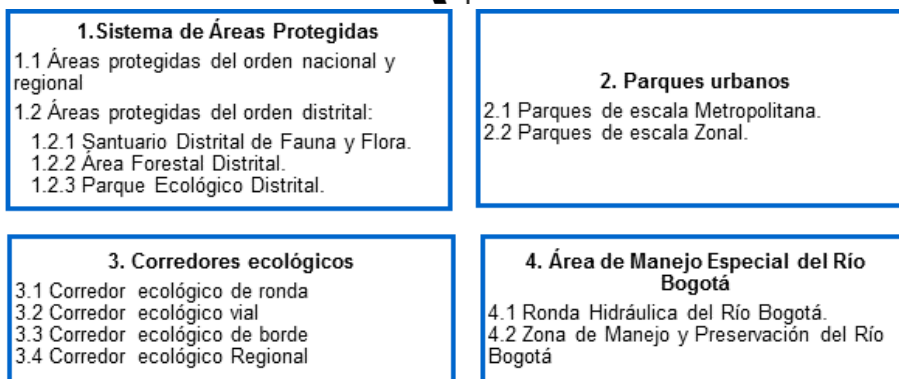 1.Sistema de Áreas Protegidas
1.1 Áreas protegidas del orden nacional y
regional
1.2 Áreas protegidas del orden distrital:
1.2.1 Santuario Distrital de Fauna y Flora.
1.2.2 Área Forestal Distrital.
1.2.3 Parque Ecológico Distrital.
2. Parques urbanos
2.1 Parques de escala Metropolitana.
2.2 Parques de escala Zonal.
3. Corredores ecológicos
3.1 Corredor ecológico de ronda
3.2 Corredor ecológico vial
3.3 Corredor ecológico de borde
3.4 Corredor ecológico Regional
4. Área de Manejo Especial del Río
Bogotá
4.1 Ronda Hidráulica del Río Bogotá.
4.2 Zona de Manejo y Preservación del Río
Bogotá